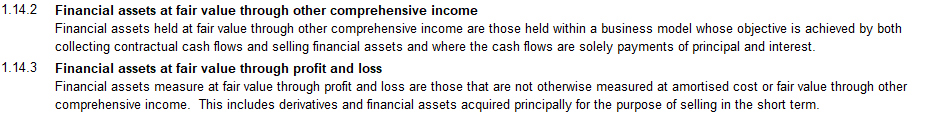 1.14.2 Financial assets at fair value through other comprehensive income
Financial assets held at fair value through other comprehensive income are those held within a business model whose objective is achieved by both
collecting contractual cash flows and selling financial assets and where the cash flows are solely payments of principal and interest.
1.14.3 Financial assets at fair value through profit and loss
Financial assets measure at fair value through profit and loss are those that are not otherwise measured at amortised cost or fair value through other
comprehensive income. This includes derivatives and financial assets acquired principally for the purpose of selling in the short term.